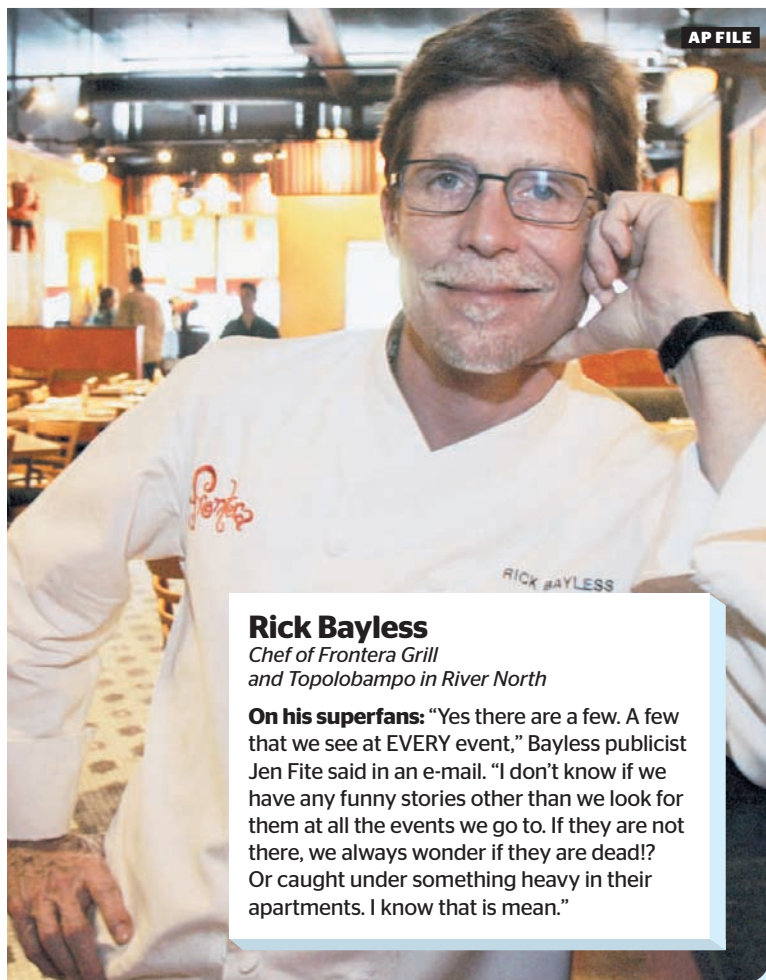 AP FILE
Frontera
RICK BAYLESS
Rick Bayless
Chef of Frontera Grill
and Topolobampo in River North
On his superfans: “Yes there are a few. A few
that we see at EVERY event,” Bayless publicist
Jen Fite said in an e-mail. “I don’t know if we
have any funny stories other than we look for
them at all the events we go to. If they are not
there, we always wonder if they are dead!?
Or caught under something heavy in their
apartments. I know that is mean.”